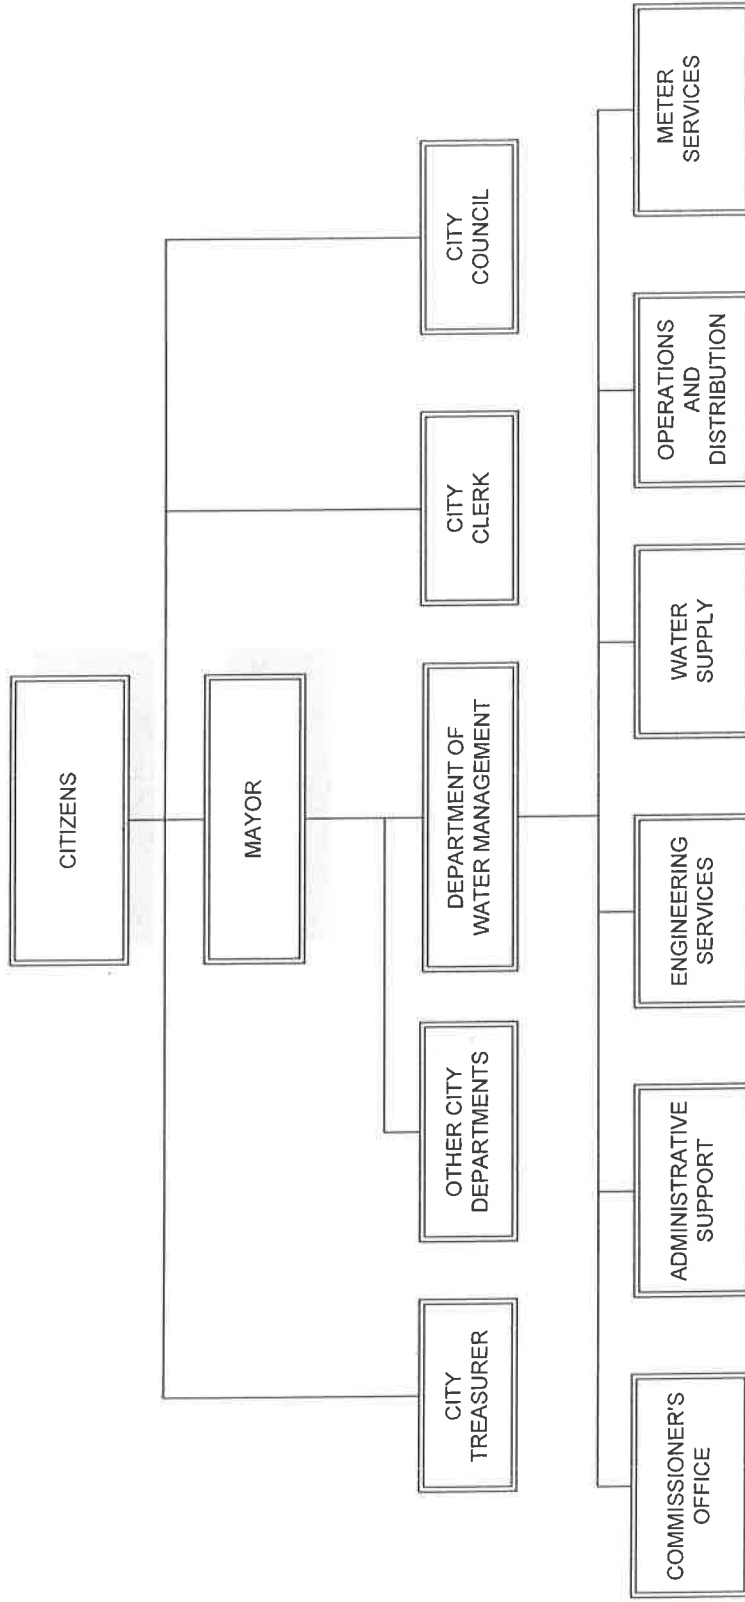 CITIZENS
MAYOR
CITY
TREASURER
OTHER CITY
DEPARTMENTS
DEPARTMENT OF
WATER MANAGEMENT
CITY
CLERK
CITY
COUNCIL
COMMISSIONER'S
OFFICE
ADMINISTRATIVE
SUPPORT
ENGINEERING
SERVICES
WATER
SUPPLY
OPERATIONS
AND
DISTRIBUTION
METER
SERVICES